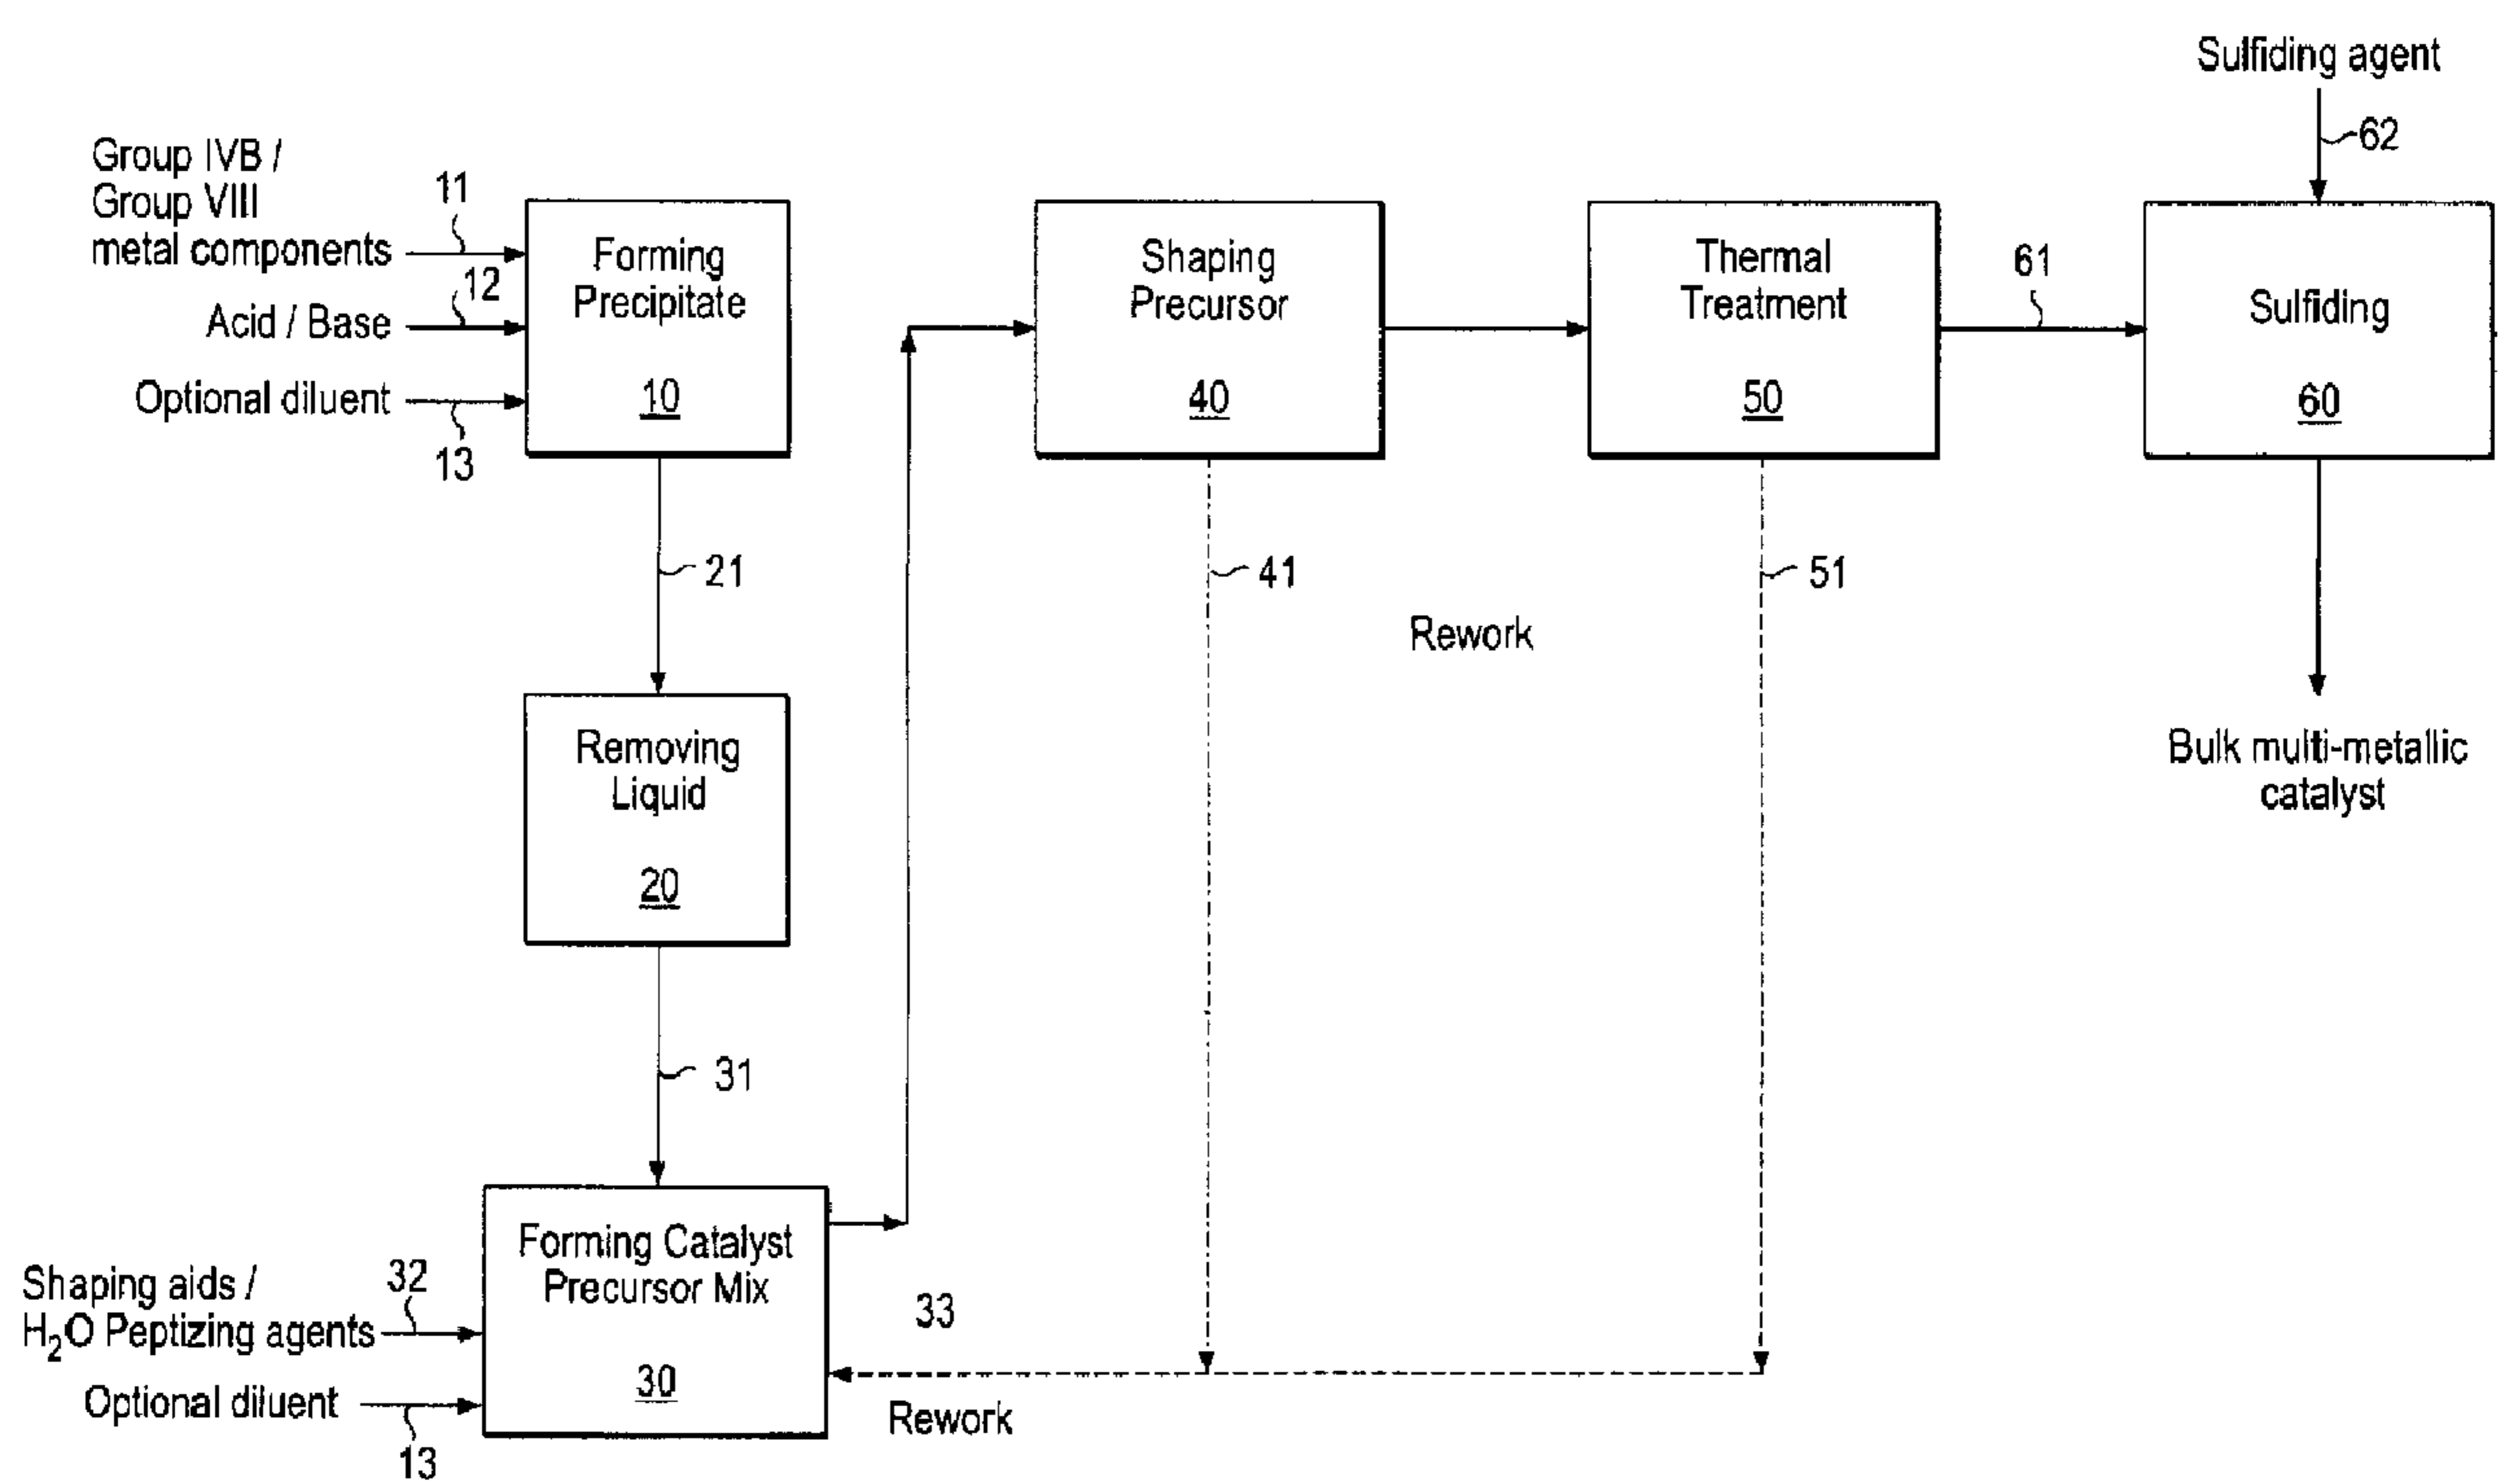 Sulfiding agent
62
Group IVB /
Group VIII
metal components
11
Acid / Base
12
Optional diluent
13
Forming
Precipitate
10
Shaping
Precursor
40
Thermal
Treatment
50
61
Sulfiding
60
21
41
51
Rework
Removing
Liquid
20
Bulk multi-metallic
catalyst
31
Forming Catalyst
Precursor Mix
30
Shaping aids /
H₂O Peptizing agents
32
Optional diluent
13
33
Rework